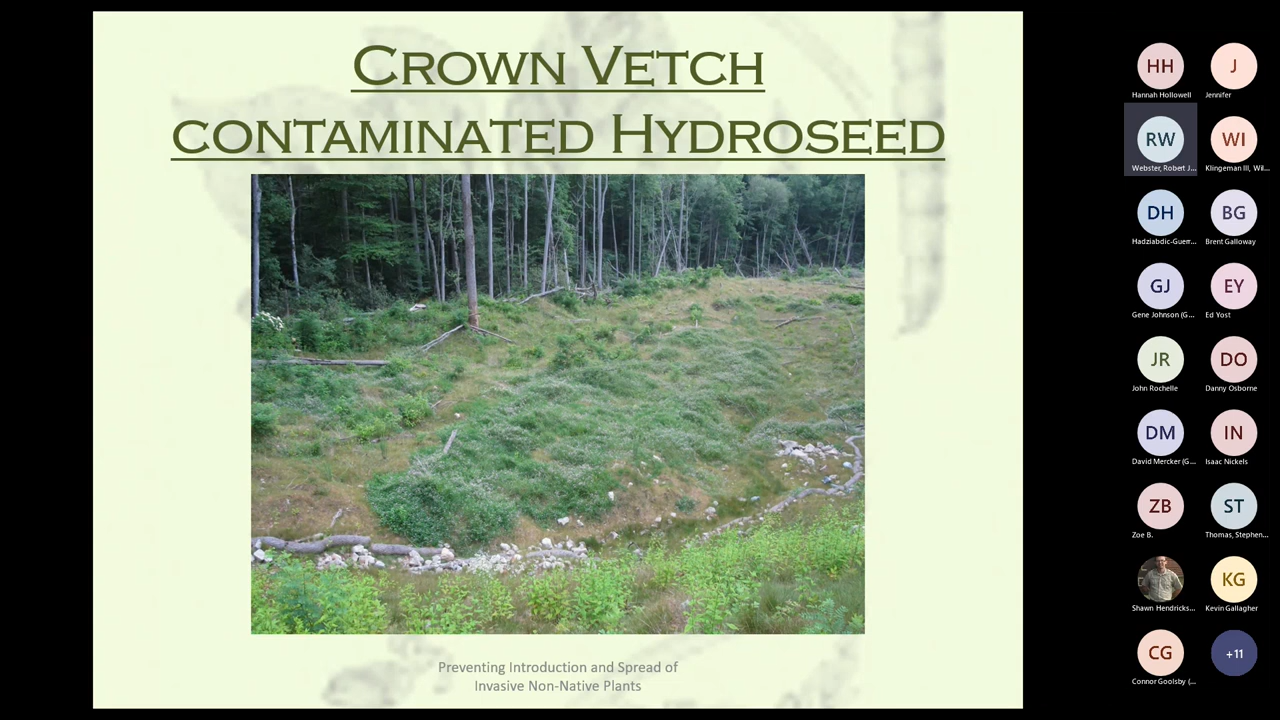 Crown Vetch
contaminated Hydroseed
Preventing Introduction and Spread of
Invasive Non-Native Plants
HH
Hannah Hollowell
J
Jennifer
RW
Webster, Robert J...
WI
Klingeman III, Wil...
DH
Hadziabdic-Guerr...
BG
Brent Galloway
GJ
Gene Johnson (G...
EY
Ed Yost
JR
John Rochelle
DO
Danny Osborne
DM
David Mercker (G...
IN
Isaac Nickels
ZB
Zoe B.
ST
Thomas, Stephen...
Shawn Hendricks...
KG
Kevin Gallagher
CG
Connor Goolsby (...
+11